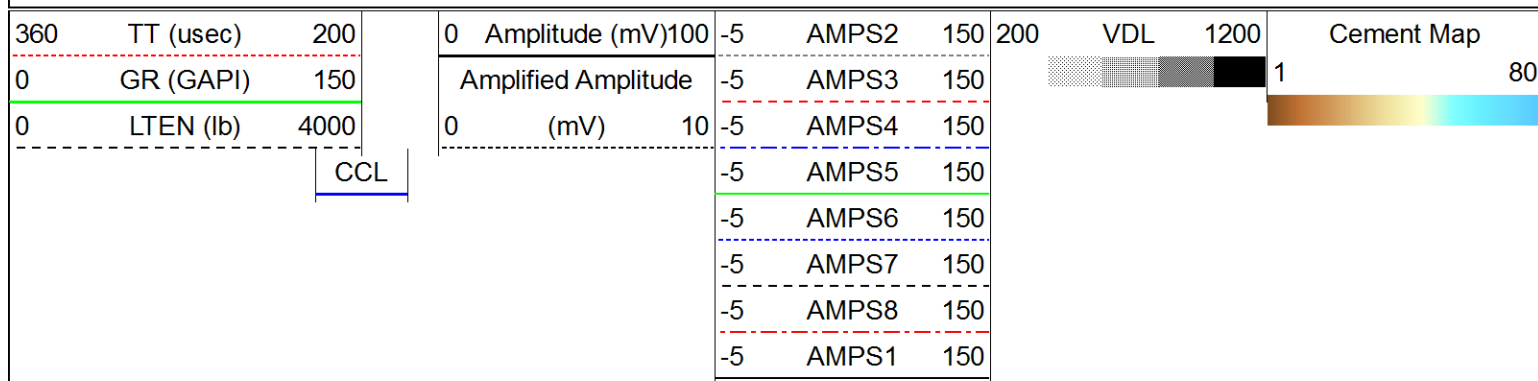 360 TT (usec) 200 0 Amplitude (mV)100 -5 AMPS2 150 200 VDL 1200 Cement Map
0 GR (GAPI) 150 Amplified Amplitude -5 AMPS3 150 1 80
0 LTEN (lb) 4000 0 (mV) 10 -5 AMPS4 150
CCL -5 AMPS5 150
-5 AMPS6 150
-5 AMPS7 150
-5 AMPS8 150
-5 AMPS1 150